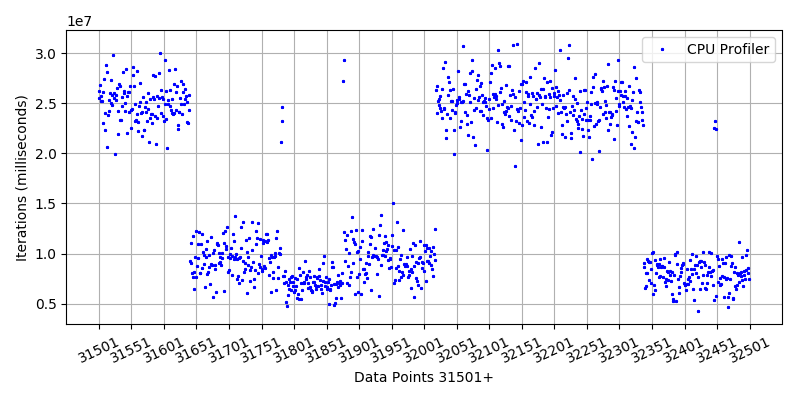 1e7
CPU Profiler
3.0
2.5
2.0
1.5
1.0
0.5
Iterations (milliseconds)
31501 31551 31601 31651 31701 31751 31801 31851 31901 31951 32001 32051 32101 32151 32201 32251 32301 32351 32401 32451 32501
Data Points 31501+